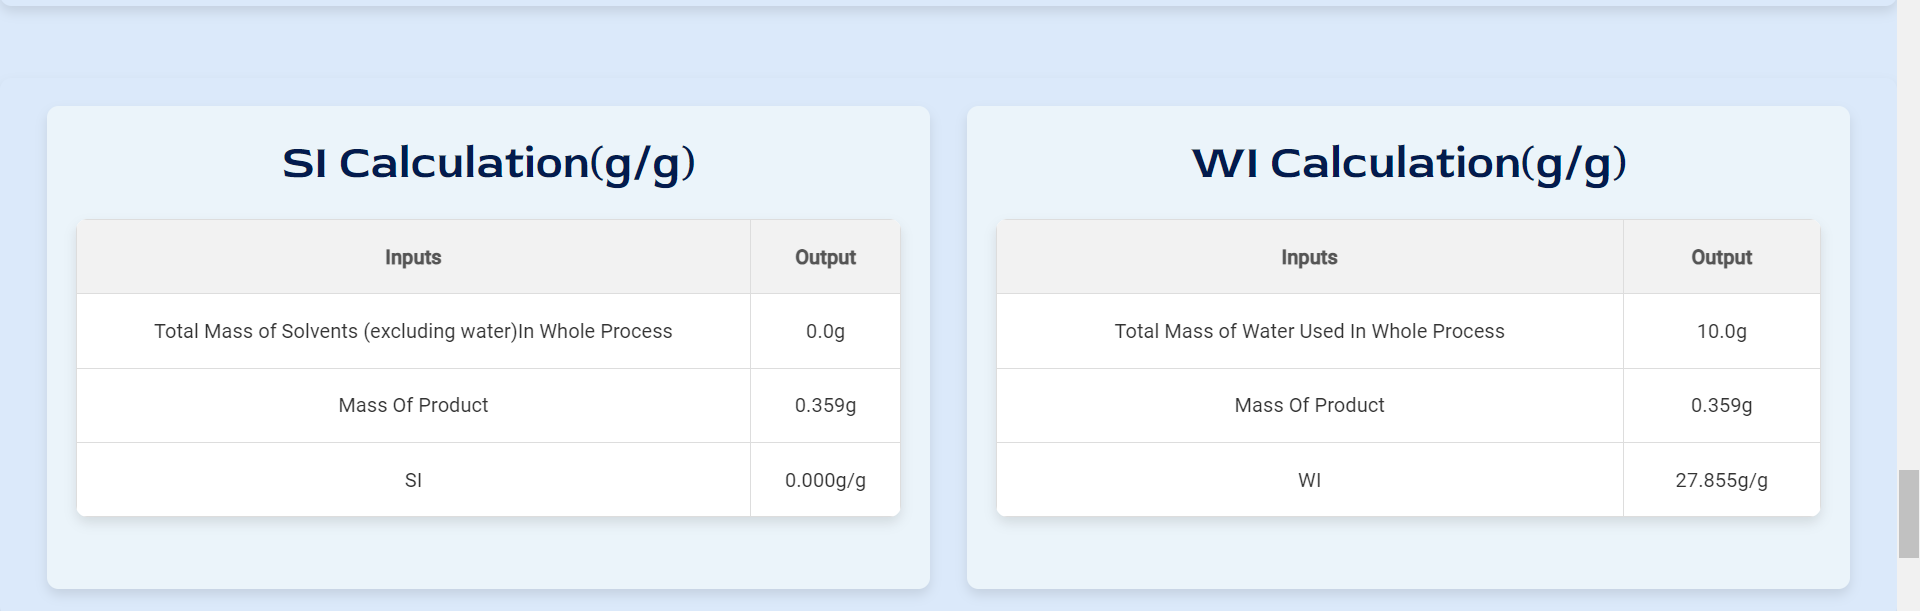 SI Calculation(g/g)
Inputs Output
Total Mass of Solvents (excluding water)In Whole Process 0.0g
Mass Of Product 0.359g
SI 0.000g/g
WI Calculation(g/g)
Inputs Output
Total Mass of Water Used In Whole Process 10.0g
Mass Of Product 0.359g
WI 27.855g/g